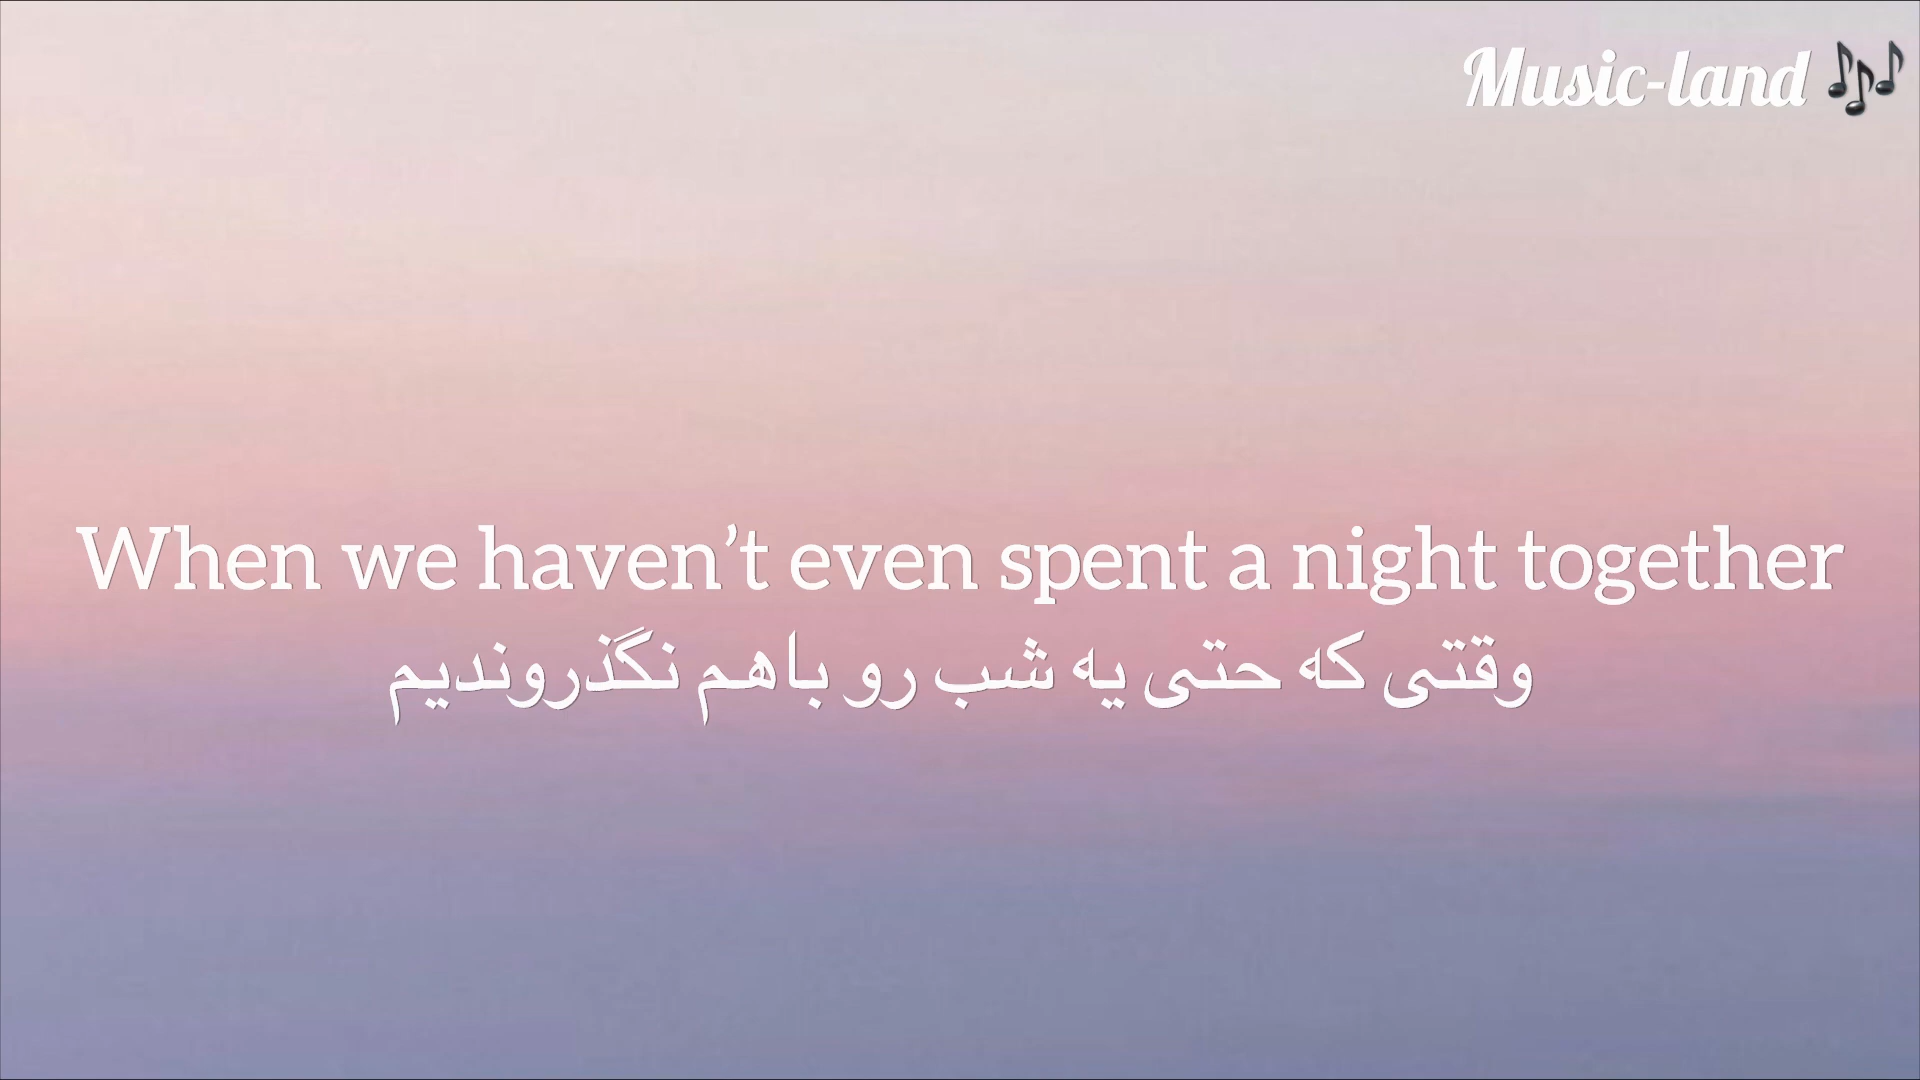 Music-land 🎶
When we haven’t even spent a night together
وقتی که حتی یه شب رو باهم نگذروندیم